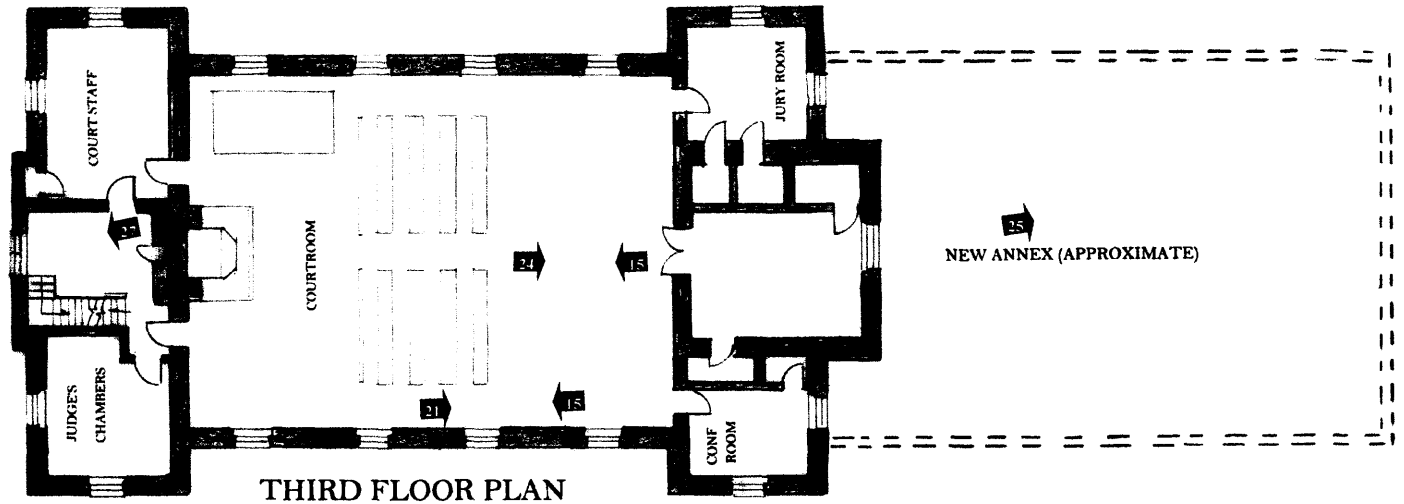 COURT STAFF
JURY ROOM
COURTROOM
24
15
25
NEW ANNEX (APPROXIMATE)
JUDGE'S
CHAMBERS
21
15
CONF
ROOM
THIRD FLOOR PLAN